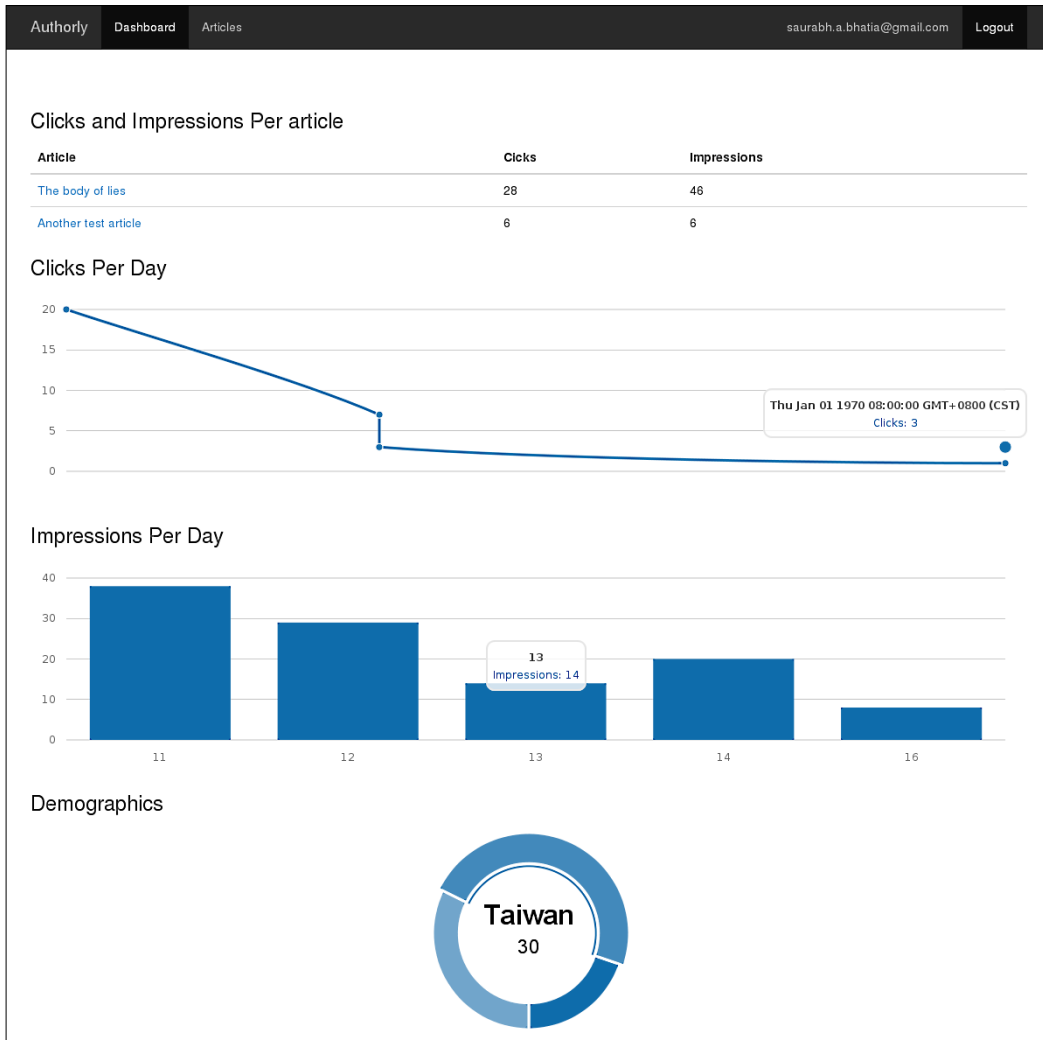 Authorly Dashboard Articles saurabh.a.bhatia@gmail.com Logout
Clicks and Impressions Per article
Article Cicks Impressions
The body of lies 28 46
Another test article 6 6
Clicks Per Day
20
15
10
5
0
Thu Jan 01 1970 08:00:00 GMT+0800 (CST)
Clicks: 3
Impressions Per Day
40
30
20
10
0
13
Impressions: 14
11 12 13 14 16
Demographics
Taiwan
30